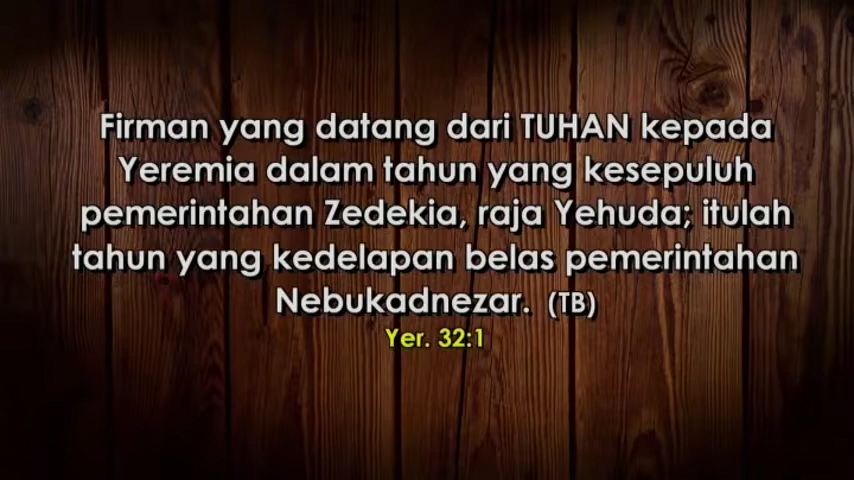 Firman yang datang dari TUHAN kepada
Yeremia dalam tahun yang kesepuluh
pemerintahan Zedekia, raja Yehuda; itulah
tahun yang kedelapan belas pemerintahan
Nebukadnezar. (TB)
Yer. 32:1